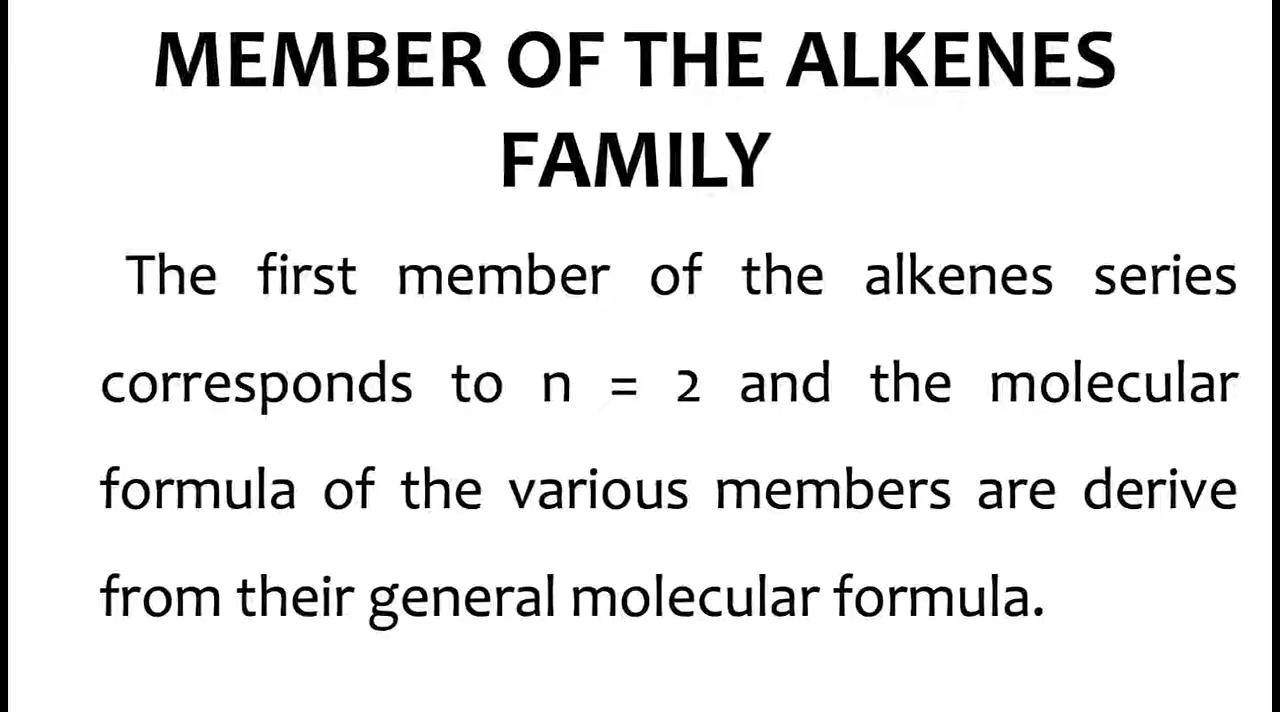 MEMBER OF THE ALKENES
FAMILY
The first member of the alkenes series
corresponds to n = 2 and the molecular
formula of the various members are derive
from their general molecular formula.